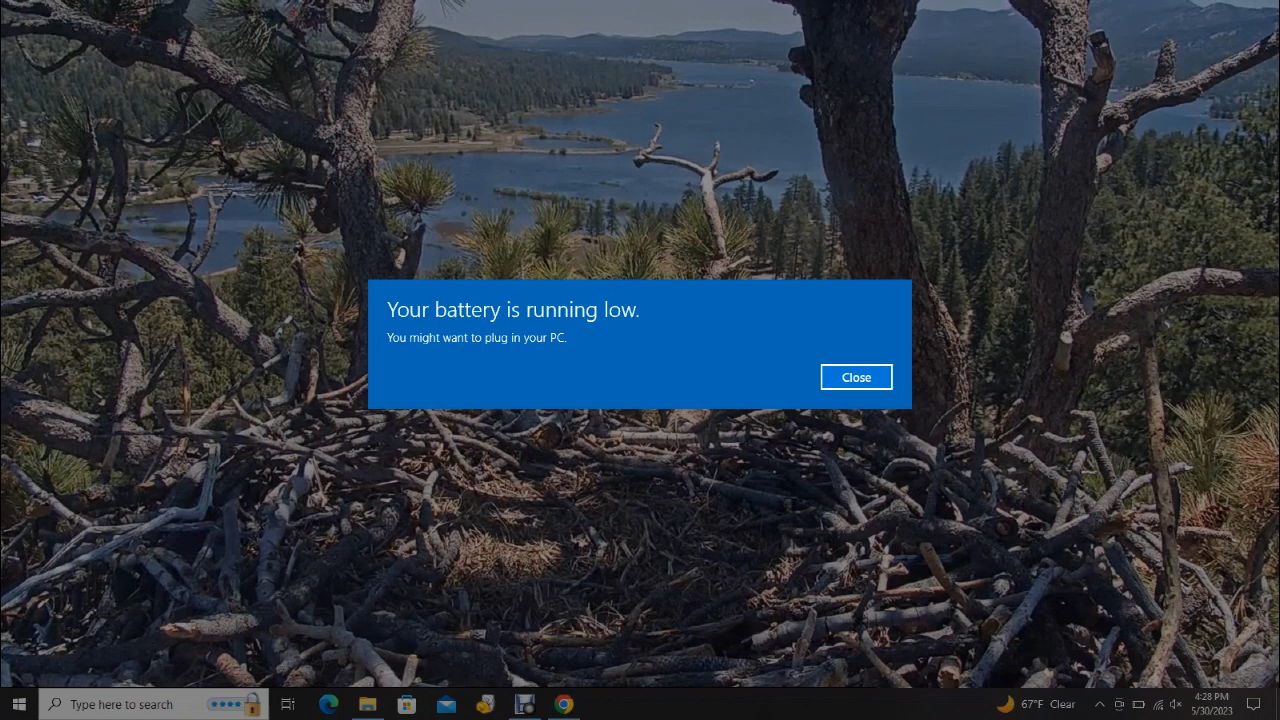 Your battery is running low.
You might want to plug in your PC.
Close
Type here to search
67°F Clear
4:28 PM
5/30/2023